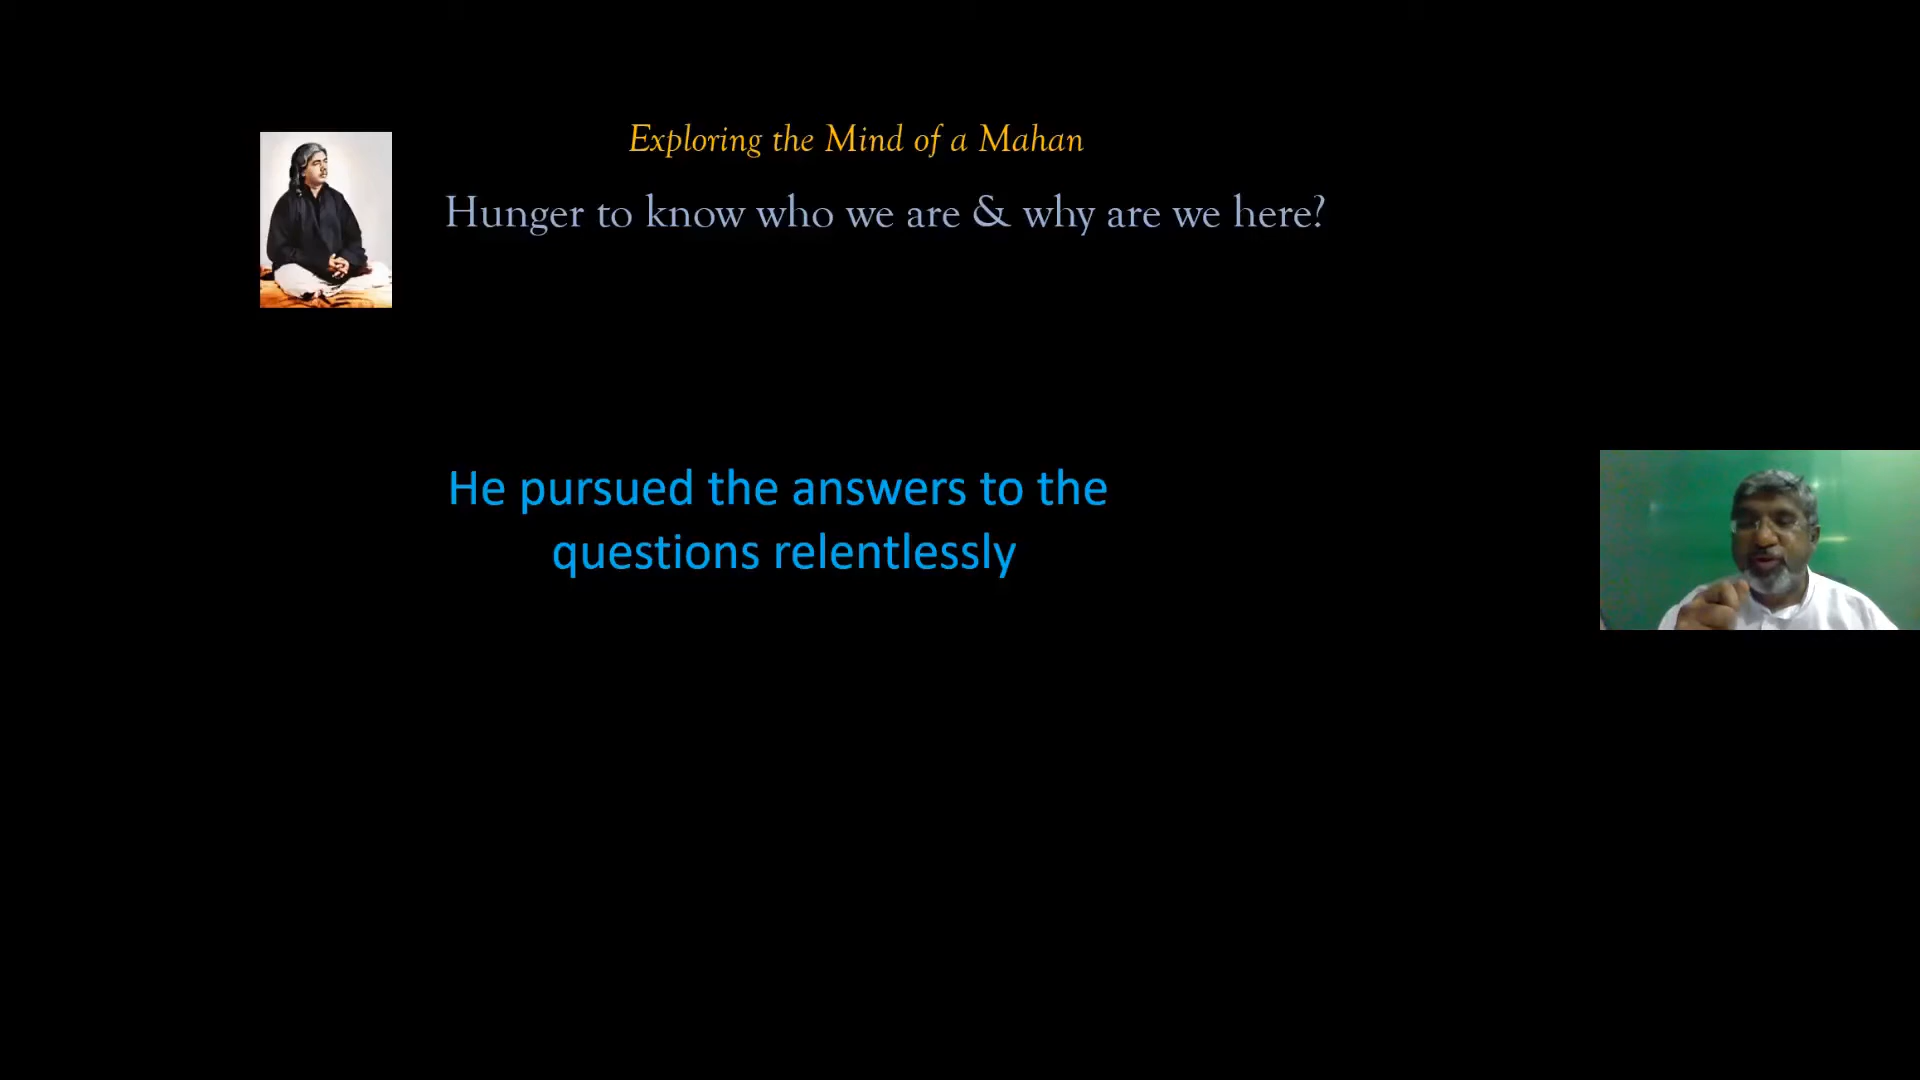 Exploring the Mind of a Mahan
Hunger to know who we are & why are we here?
He pursued the answers to the
questions relentlessly